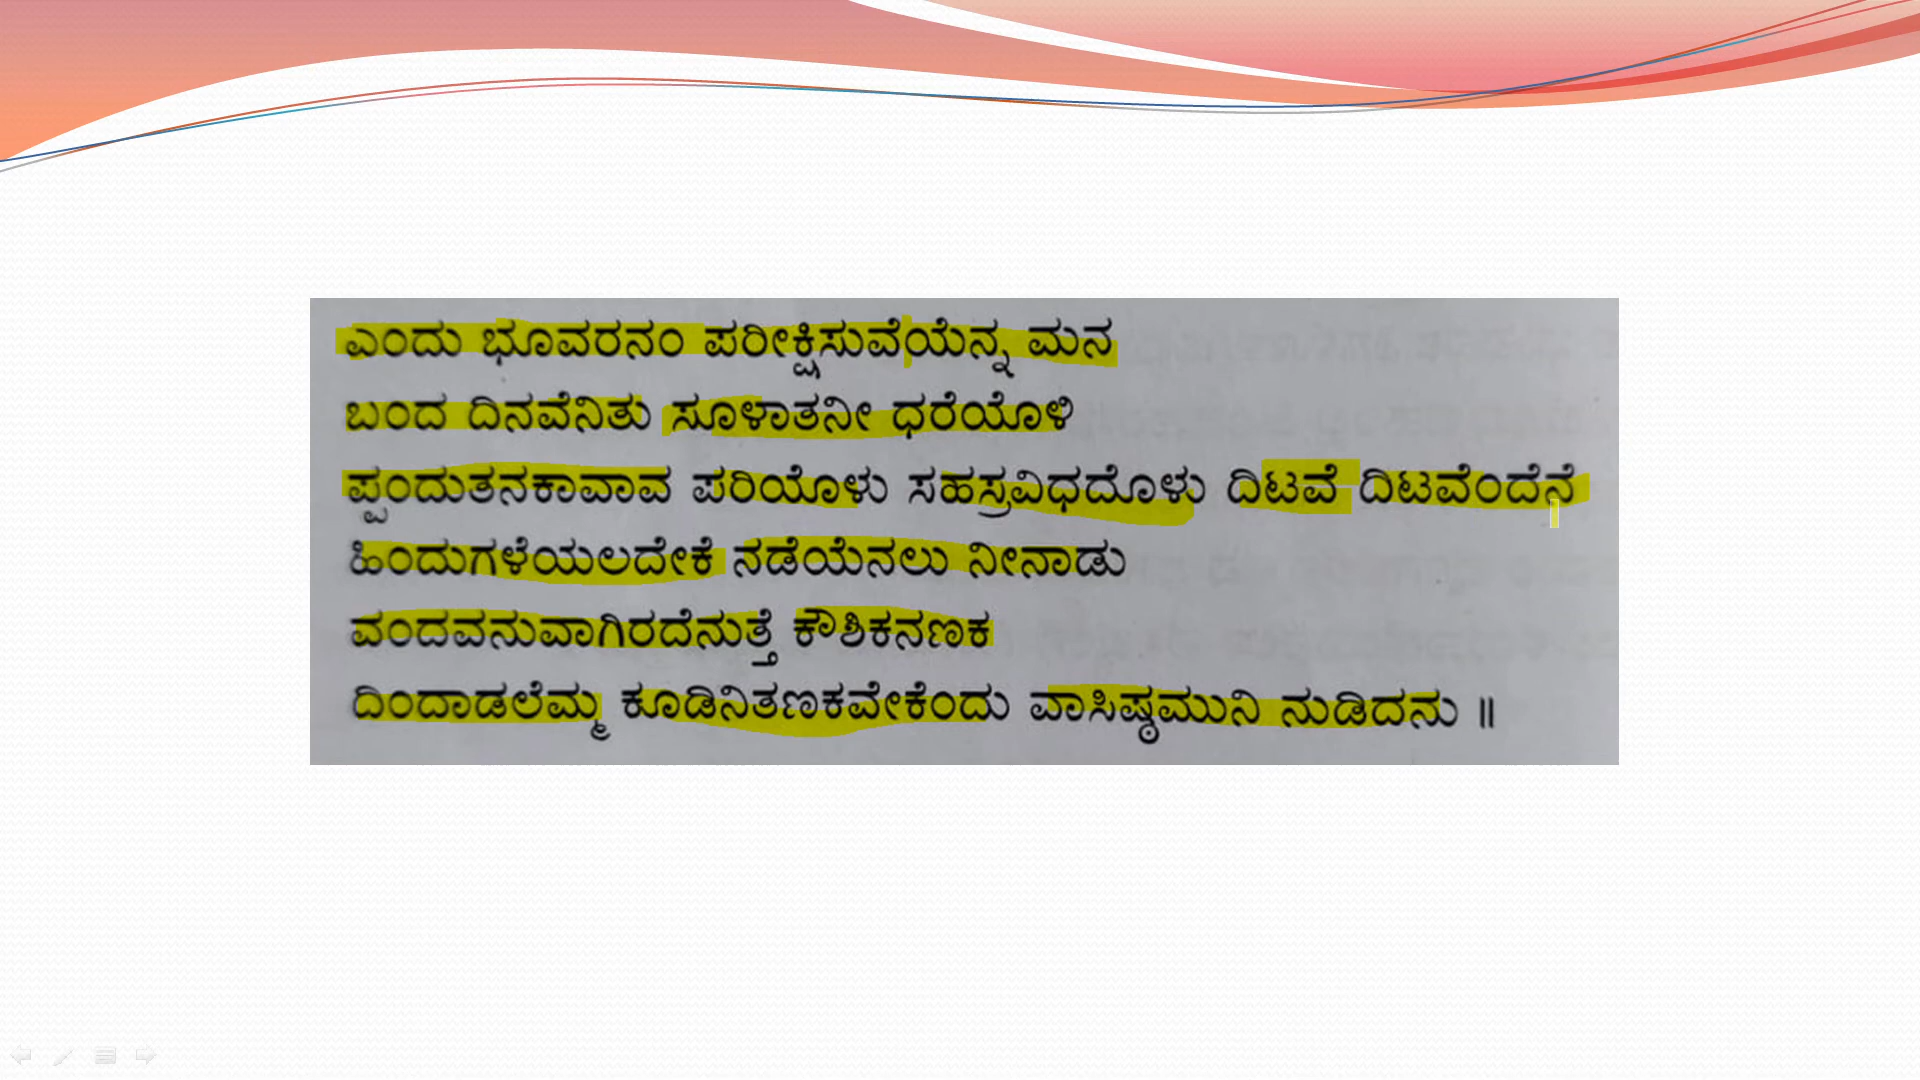 ಎಂದು ಭೂವರನಂ ಪರೀಕ್ಷಿಸುವೆಯೆನ್ನ ಮನ
ಬಂದ ದಿನವೆನಿತು ಸೂಳಾತನೀ ಧರೆಯೊಳಿ
ಪ್ಪಂದುತನಕಾವಾವ ಪರಿಯೊಳು ಸಹಸ್ರವಿಧದೊಳು ದಿಟವೆ ದಿಟವೆಂದೆನೆ
ಹಿಂದುಗಳೆಯಲದೇಕೆ ನಡೆಯೆನಲು ನೀನಾಡು
ವಂದವನುವಾಗಿರದೆನುತ್ತೆ ಕೌಶಿಕನಣಕ
ದಿಂದಾಡಲೆಮ್ಮ ಕೂಡಿನಿತಣಕವೇಕೆಂದು ವಾಸಿಷ್ಠಮುನಿ ನುಡಿದನು ॥